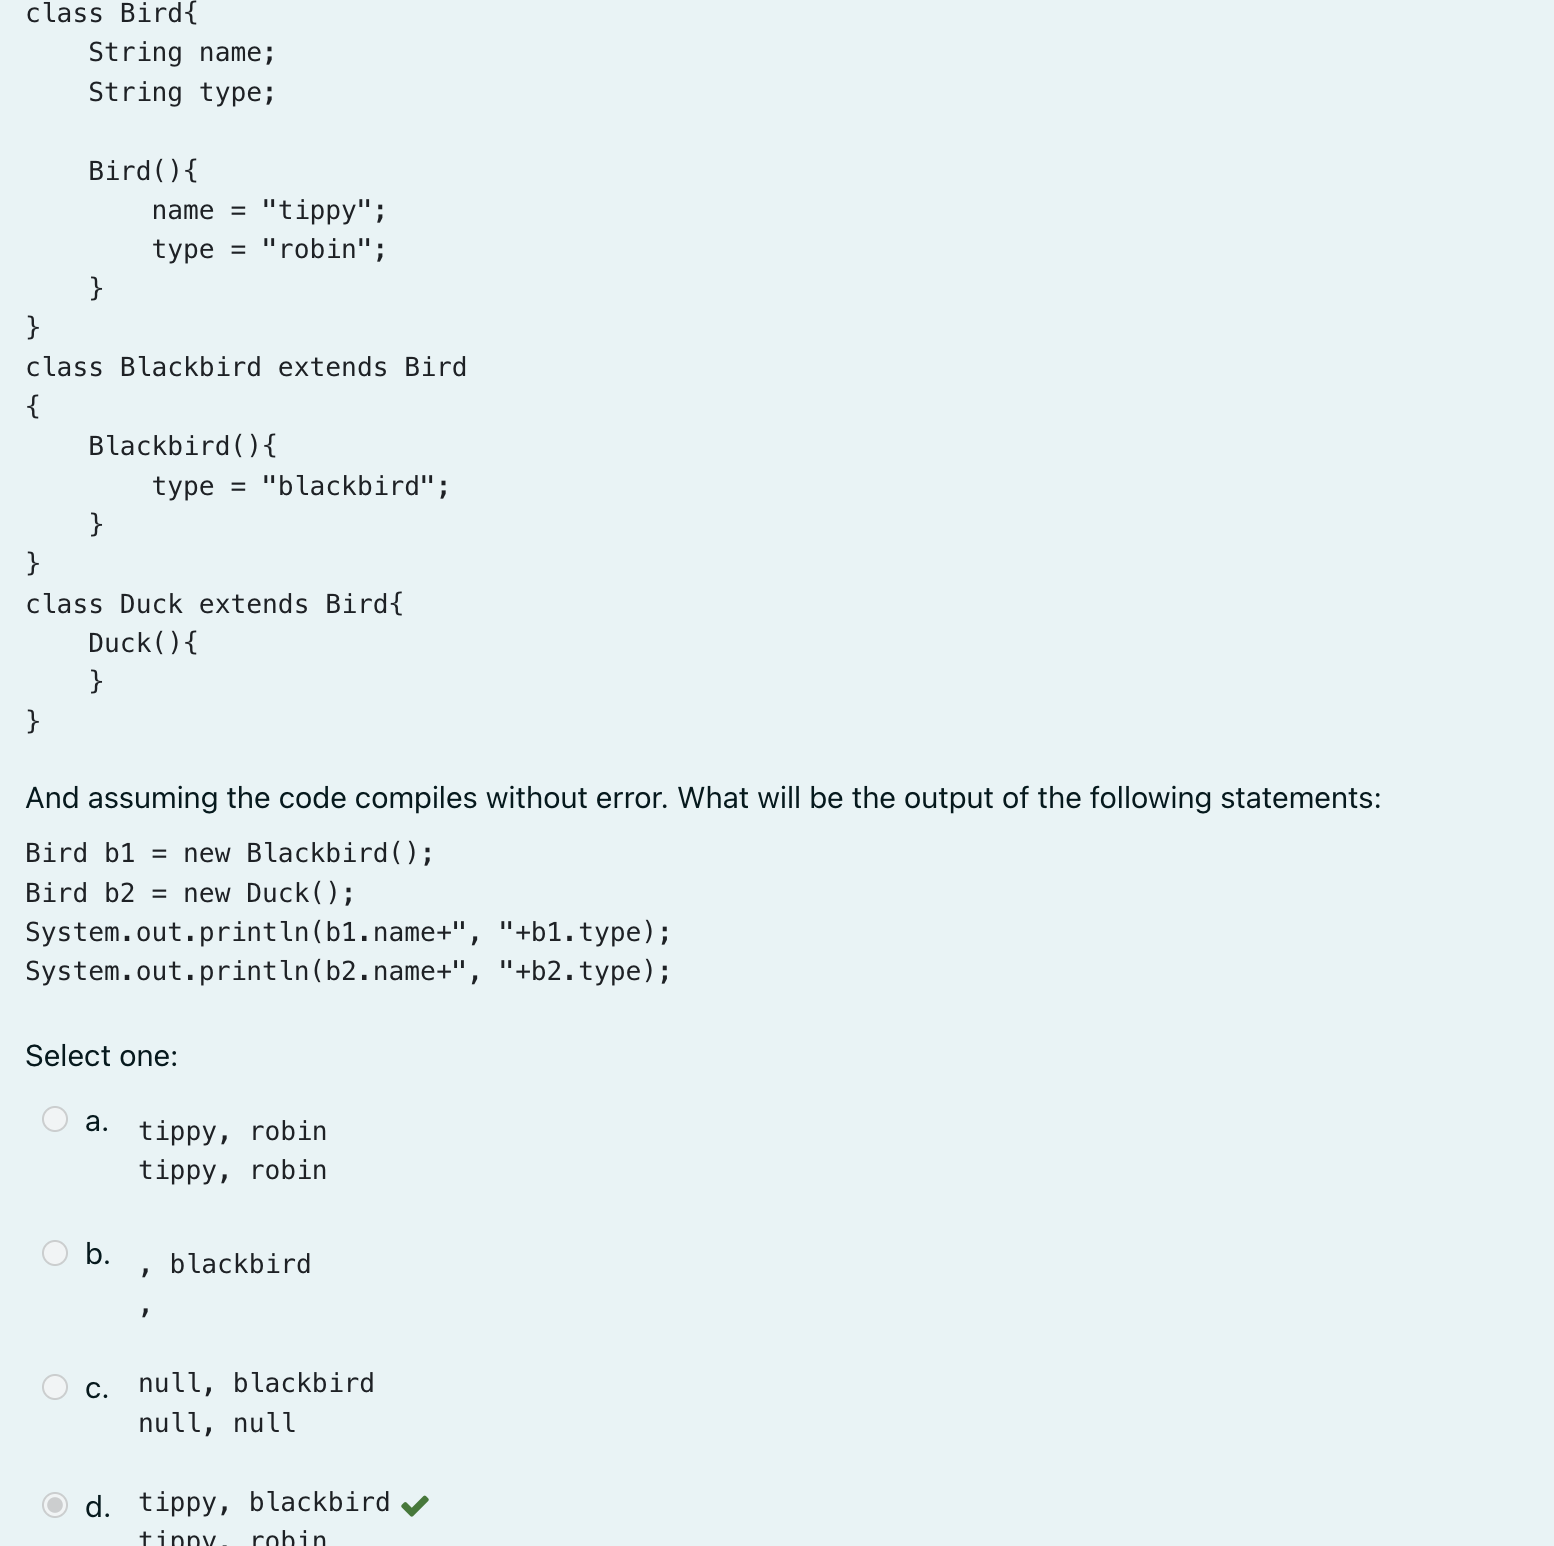 class Bird{
    String name;
    String type;

    Bird(){
        name = "tippy";
        type = "robin";
    }
}
class Blackbird extends Bird
{
    Blackbird(){
        type = "blackbird";
    }
}
class Duck extends Bird{
    Duck(){
    }
}
And assuming the code compiles without error. What will be the output of the following statements:
Bird b1 = new Blackbird();
Bird b2 = new Duck();
System.out.println(b1.name+", "+b1.type);
System.out.println(b2.name+", "+b2.type);
Select one:
a. tippy, robin
tippy, robin
b. , blackbird
,
c. null, blackbird
null, null
d. tippy, blackbird
tippy, robin